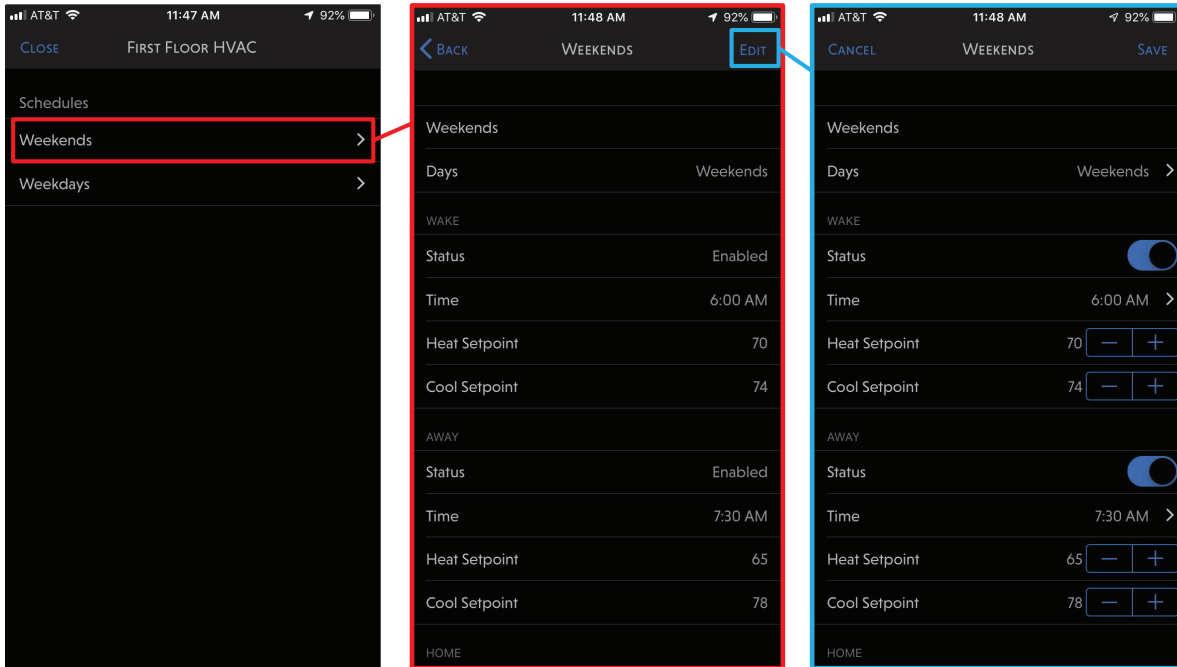 AT&T 11:47 AM 92%
CLOSE FIRST FLOOR HVAC
Schedules
Weekends
Weekdays
AT&T 11:48 AM 92%
BACK WEEKENDS EDIT
Weekends
Days Weekends
WAKE
Status Enabled
Time 6:00 AM
Heat Setpoint 70
Cool Setpoint 74
AWAY
Status Enabled
Time 7:30 AM
Heat Setpoint 65
Cool Setpoint 78
HOME
AT&T 11:48 AM 92%
CANCEL WEEKENDS SAVE
Weekends
Days Weekends
WAKE
Status
Time 6:00 AM
Heat Setpoint 70 − +
Cool Setpoint 74 − +
AWAY
Status
Time 7:30 AM
Heat Setpoint 65 − +
Cool Setpoint 78 − +
HOME